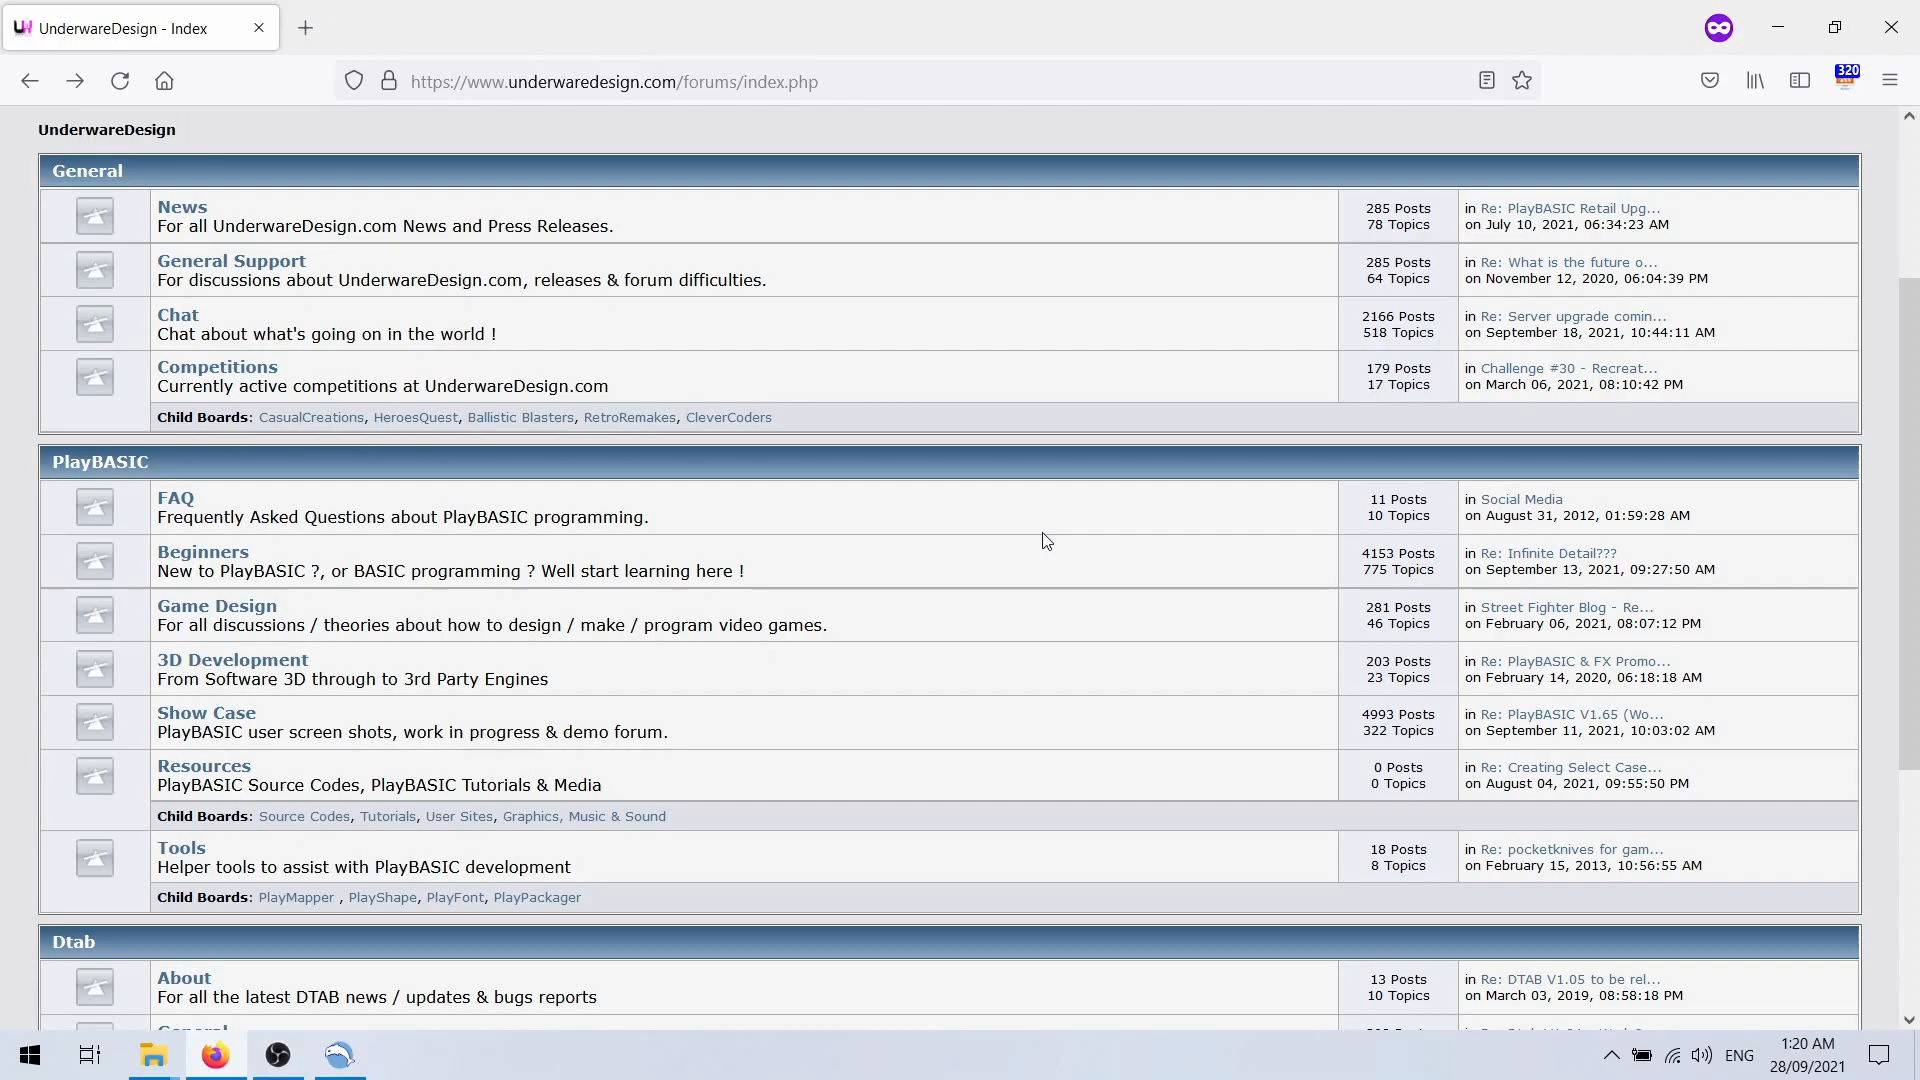 UnderwareDesign - Index
https://www.underwaredesign.com/forums/index.php
320
UnderwareDesign
General
News
For all UnderwareDesign.com News and Press Releases.
285 Posts
78 Topics
in Re: PlayBASIC Retail Upg...
on July 10, 2021, 06:34:23 AM
General Support
For discussions about UnderwareDesign.com, releases & forum difficulties.
285 Posts
64 Topics
in Re: What is the future o...
on November 12, 2020, 06:04:39 PM
Chat
Chat about what's going on in the world !
2166 Posts
518 Topics
in Re: Server upgrade comin...
on September 18, 2021, 10:44:11 AM
Competitions
Currently active competitions at UnderwareDesign.com
179 Posts
17 Topics
in Challenge #30 - Recreat...
on March 06, 2021, 08:10:42 PM
Child Boards: CasualCreations, HeroesQuest, Ballistic Blasters, RetroRemakes, CleverCoders
PlayBASIC
FAQ
Frequently Asked Questions about PlayBASIC programming.
11 Posts
10 Topics
in Social Media
on August 31, 2012, 01:59:28 AM
Beginners
New to PlayBASIC ?, or BASIC programming ? Well start learning here !
4153 Posts
775 Topics
in Re: Infinite Detail???
on September 13, 2021, 09:27:50 AM
Game Design
For all discussions / theories about how to design / make / program video games.
281 Posts
46 Topics
in Street Fighter Blog - Re...
on February 06, 2021, 08:07:12 PM
3D Development
From Software 3D through to 3rd Party Engines
203 Posts
23 Topics
in Re: PlayBASIC & FX Promo...
on February 14, 2020, 06:18:18 AM
Show Case
PlayBASIC user screen shots, work in progress & demo forum.
4993 Posts
322 Topics
in Re: PlayBASIC V1.65 (Wo...
on September 11, 2021, 10:03:02 AM
Resources
PlayBASIC Source Codes, PlayBASIC Tutorials & Media
0 Posts
0 Topics
in Re: Creating Select Case...
on August 04, 2021, 09:55:50 PM
Child Boards: Source Codes, Tutorials, User Sites, Graphics, Music & Sound
Tools
Helper tools to assist with PlayBASIC development
18 Posts
8 Topics
in Re: pocketknives for gam...
on February 15, 2013, 10:56:55 AM
Child Boards: PlayMapper , PlayShape, PlayFont, PlayPackager
Dtab
About
For all the latest DTAB news / updates & bugs reports
13 Posts
10 Topics
in Re: DTAB V1.05 to be rel...
on March 03, 2019, 08:58:18 PM
General
ENG
1:20 AM
28/09/2021